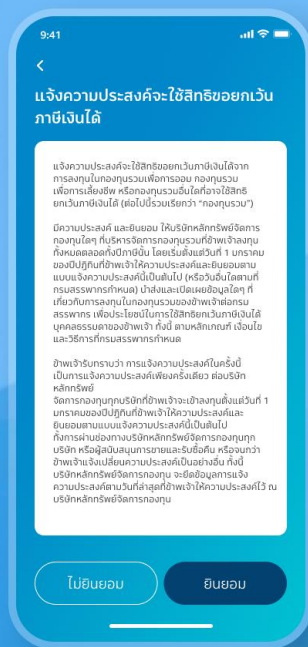 9:41
แจ้งความประสงค์จะใช้สิทธิขอยกเว้น
ภาษีเงินได้
แจ้งความประสงค์จะใช้สิทธิขอยกเว้นภาษีเงินได้จาก
การลงทุนในกองทุนรวมเพื่อการออม กองทุนรวม
เพื่อการเลี้ยงชีพ หรือกองทุนรวมอื่นใดที่อาจใช้สิทธิ
ยกเว้นภาษีเงินได้ (ต่อไปนี้รวมเรียกว่า “กองทุนรวม”)
มีความประสงค์ และยินยอม ให้บริษัทหลักทรัพย์จัดการ
กองทุนใดๆ ที่บริหารจัดการกองทุนรวมที่ข้าพเจ้าลงทุน
ทั้งหมดตลอดทั้งปีภาษีนั้น โดยเริ่มตั้งแต่วันที่ 1 มกราคม
ของปีปฏิทินที่ข้าพเจ้าให้ความประสงค์และยินยอมตาม
แบบแจ้งความประสงค์นี้เป็นต้นไป (หรือวันอื่นใดตามที่
กรมสรรพากรกำหนด) นำส่งและเปิดเผยข้อมูลใดๆ ที่
เกี่ยวกับการลงทุนในกองทุนรวมของข้าพเจ้าต่อกรม
สรรพากร เพื่อประโยชน์ในการใช้สิทธิยกเว้นภาษีเงินได้
บุคคลธรรมดาของข้าพเจ้า ทั้งนี้ ตามหลักเกณฑ์ เงื่อนไข
และวิธีการที่กรมสรรพากรกำหนด
ข้าพเจ้ารับทราบว่า การแจ้งความประสงค์ในครั้งนี้
เป็นการแจ้งความประสงค์เพียงครั้งเดียว ต่อบริษัท
หลักทรัพย์
จัดการกองทุนทุกบริษัทที่ข้าพเจ้าจะเข้าลงทุนตั้งแต่วันที่ 1
มกราคมของปีปฏิทินที่ข้าพเจ้าให้ความประสงค์และ
ยินยอมตามแบบแจ้งความประสงค์นี้เป็นต้นไป
ทั้งการผ่านช่องทางบริษัทหลักทรัพย์จัดการกองทุนทุก
บริษัท หรือผู้สนับสนุนการขายและรับซื้อคืน หรือจนกว่า
ข้าพเจ้าแจ้งเปลี่ยนความประสงค์เป็นอย่างอื่น ทั้งนี้
บริษัทหลักทรัพย์จัดการกองทุน จะยึดข้อมูลการแจ้ง
ความประสงค์ตามวันที่ล่าสุดที่ข้าพเจ้าให้ความประสงค์ไว้ ณ
บริษัทหลักทรัพย์จัดการกองทุน
ไม่ยินยอม
ยินยอม